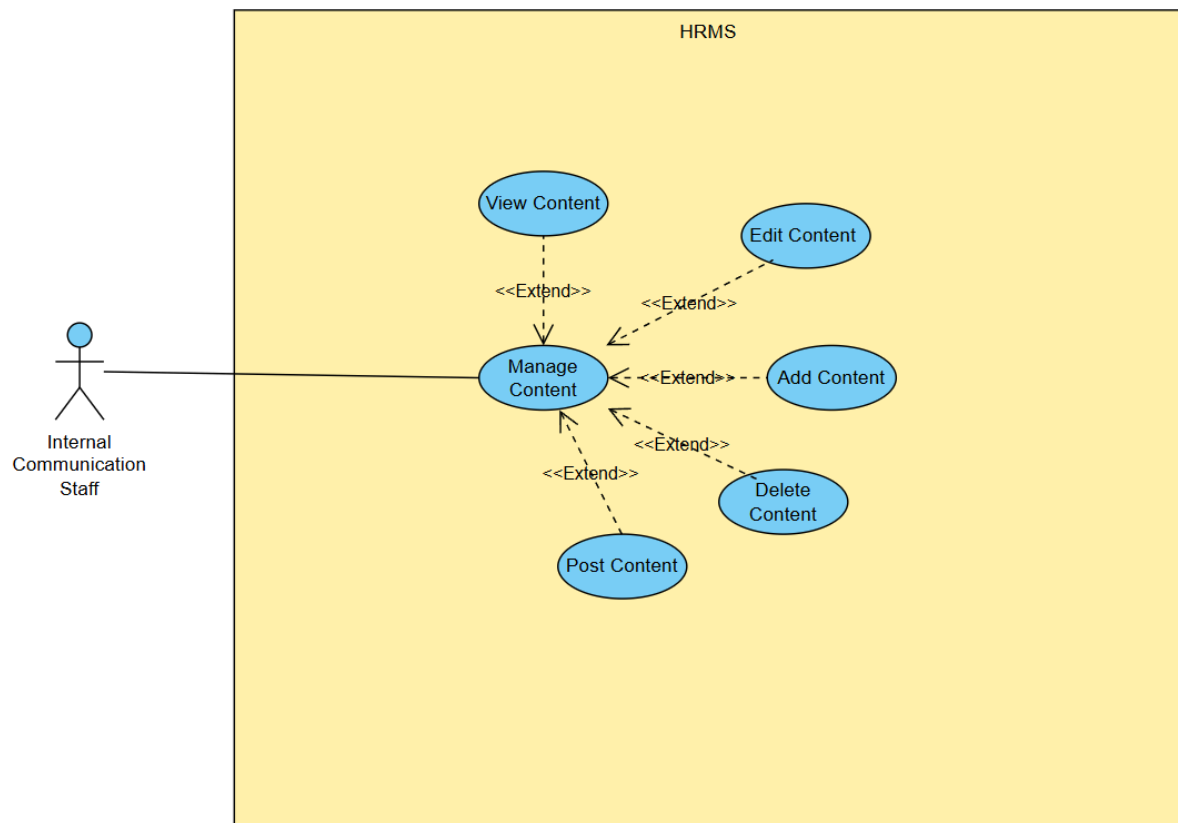 HRMS
View Content
Edit Content
<<Extend>>
<<Extend>>
Manage
Content
<<Extend>>
Add Content
Internal
Communication
Staff
<<Extend>>
<<Extend>>
Delete
Content
Post Content